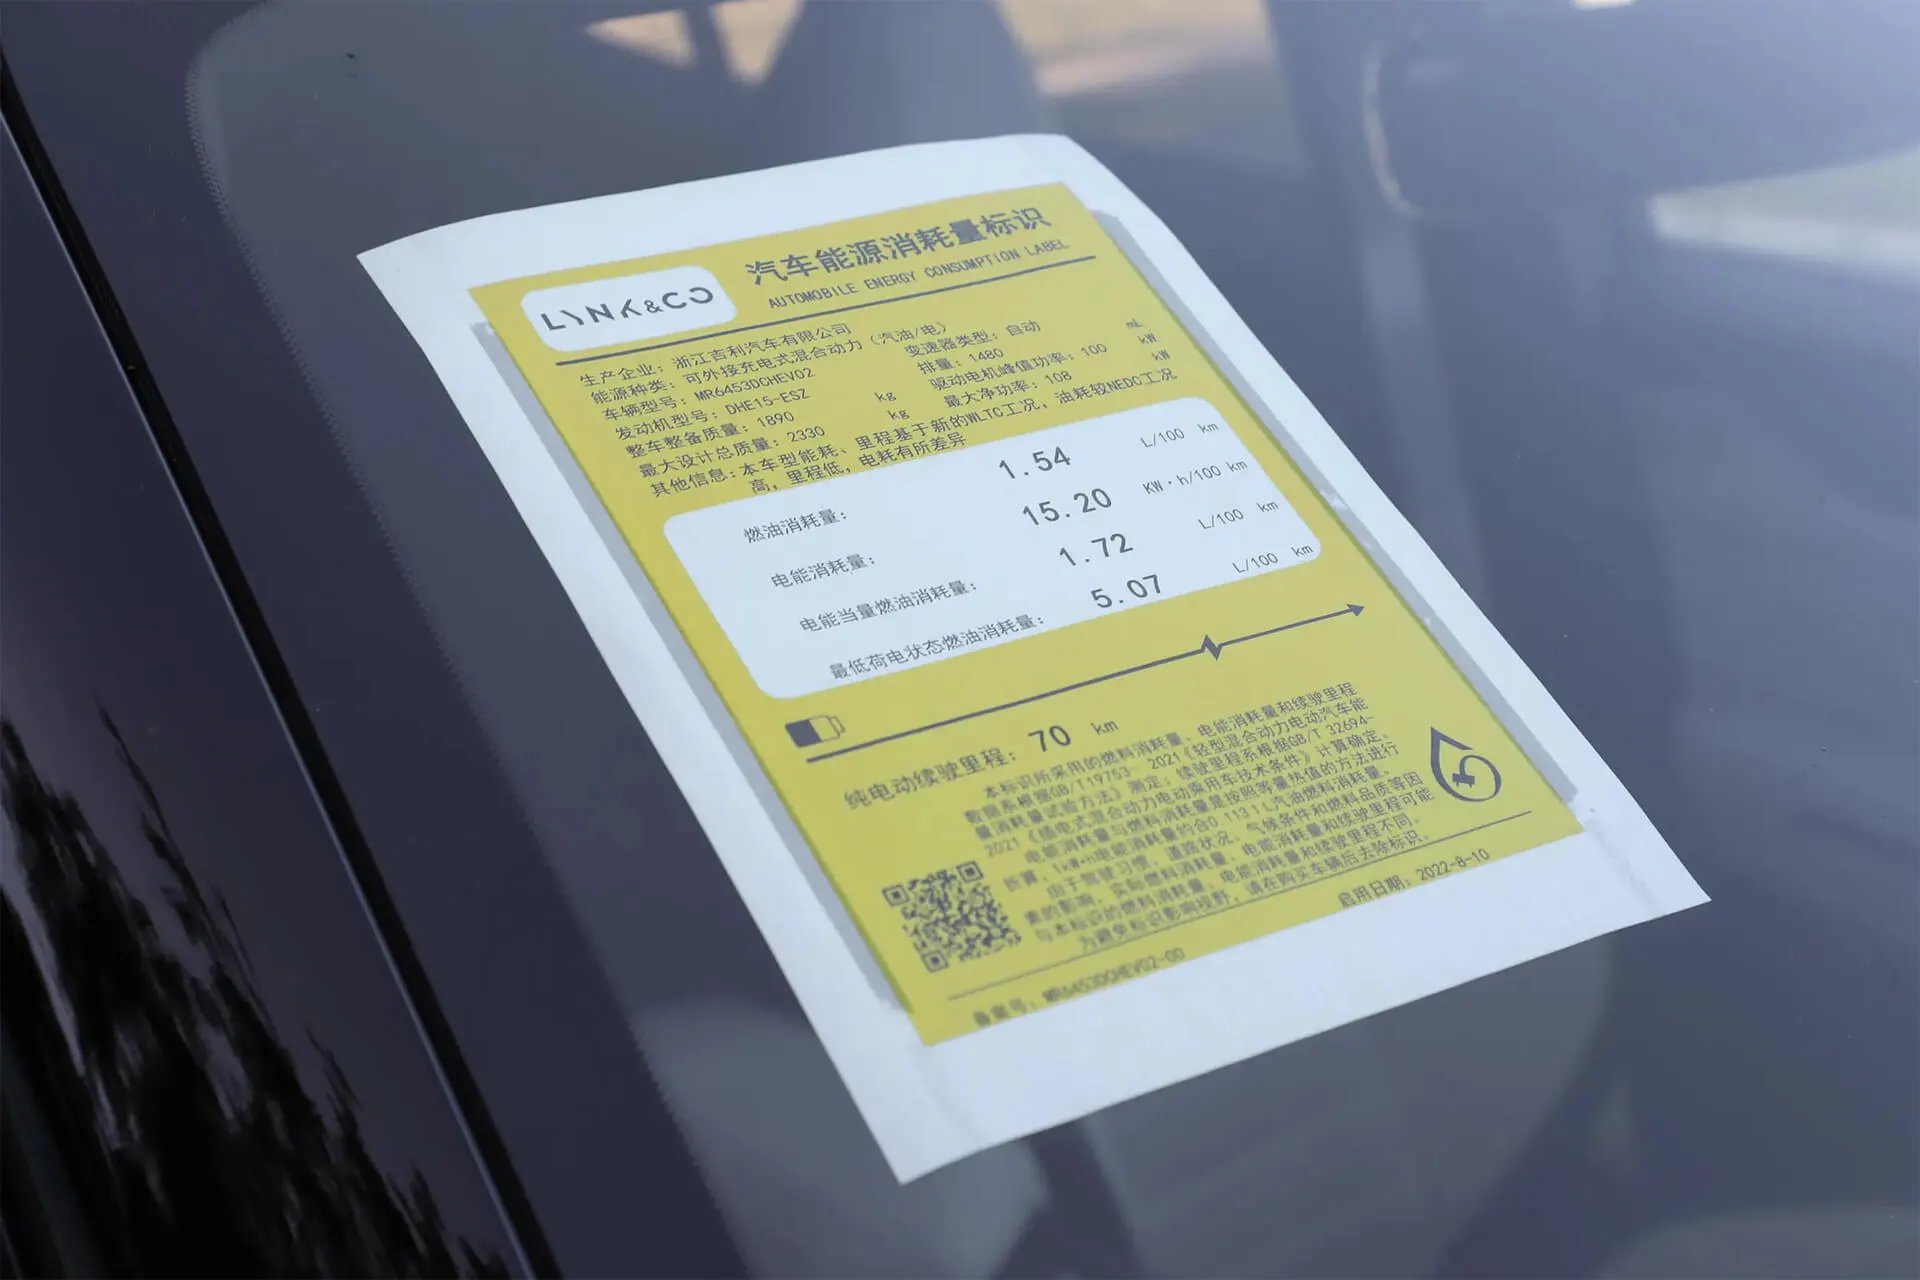 LYNK&CO
汽车能源消耗量标识
AUTOMOBILE ENERGY CONSUMPTION LABEL
生产企业：浙江吉利汽车有限公司
能源种类：可外接充电式混合动力（汽油/电）
车辆型号：MR6453DCHEV02
变速器类型：自动
发动机型号：DHE15-ESZ
排量：1480 mL
整车整备质量：1890 kg
驱动电机峰值功率：100 kW
最大设计总质量：2330 kg
最大净功率：108 kW
其他信息：本车型能耗、里程基于新的WLTC工况，油耗较NEDC工况
高，里程低，电耗有所差异
燃油消耗量： 1.54 L/100 km
电能消耗量： 15.20 KW·h/100 km
电能当量燃油消耗量： 1.72 L/100 km
最低荷电状态燃油消耗量： 5.07 L/100 km
纯电动续驶里程：70 km
本标识所采用的燃料消耗量、电能消耗量和续驶里程
数据系根据GB/T19753- 2021《轻型混合动力电动汽车能
量消耗量试验方法》测定；续驶里程系根据GB/T 32694-
2021《插电式混合动力电动乘用车技术条件》计算确定。
电能消耗量与燃料消耗量是按照等量热值的方法进行
折算，1kW·h电能消耗量约合0.1131L汽油燃料消耗量。
由于驾驶习惯、道路状况、气候条件和燃料品质等因
素的影响，实际燃料消耗量、电能消耗量和续驶里程可能
与本标识的燃料消耗量、电能消耗量和续驶里程不同。
为避免标识影响视野，请在购买车辆后去除标识。
备案号：MR6453DCHEV02-00
启用日期：2022-8-10